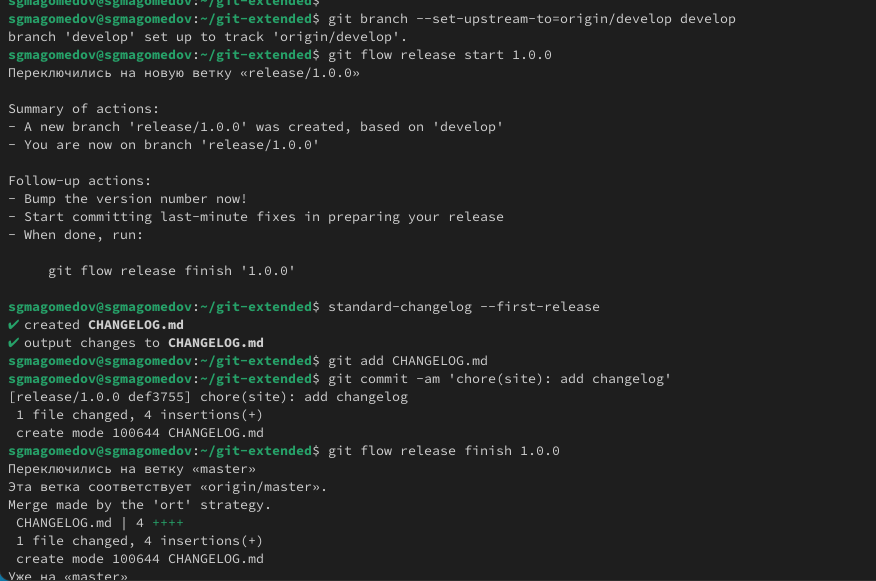 sgmagomedov@sgmagomedov:~/git-extended$
sgmagomedov@sgmagomedov:~/git-extended$ git branch --set-upstream-to=origin/develop develop
branch 'develop' set up to track 'origin/develop'.
sgmagomedov@sgmagomedov:~/git-extended$ git flow release start 1.0.0
Переключились на новую ветку «release/1.0.0»
Summary of actions:
- A new branch 'release/1.0.0' was created, based on 'develop'
- You are now on branch 'release/1.0.0'
Follow-up actions:
- Bump the version number now!
- Start committing last-minute fixes in preparing your release
- When done, run:
git flow release finish '1.0.0'
sgmagomedov@sgmagomedov:~/git-extended$ standard-changelog --first-release
✔ created CHANGELOG.md
✔ output changes to CHANGELOG.md
sgmagomedov@sgmagomedov:~/git-extended$ git add CHANGELOG.md
sgmagomedov@sgmagomedov:~/git-extended$ git commit -am 'chore(site): add changelog'
[release/1.0.0 def3755] chore(site): add changelog
1 file changed, 4 insertions(+)
create mode 100644 CHANGELOG.md
sgmagomedov@sgmagomedov:~/git-extended$ git flow release finish 1.0.0
Переключились на ветку «master»
Эта ветка соответствует «origin/master».
Merge made by the 'ort' strategy.
CHANGELOG.md | 4 ++++
1 file changed, 4 insertions(+)
create mode 100644 CHANGELOG.md
Уже на «master»